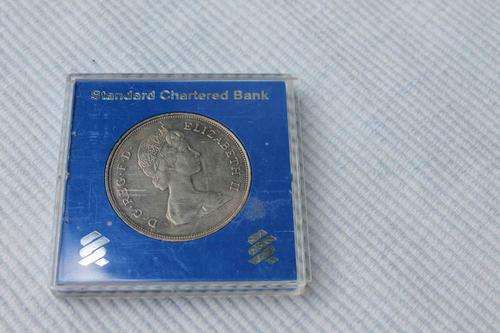 Standard Chartered Bank
D·G·REG·F·D· ELIZABETH II